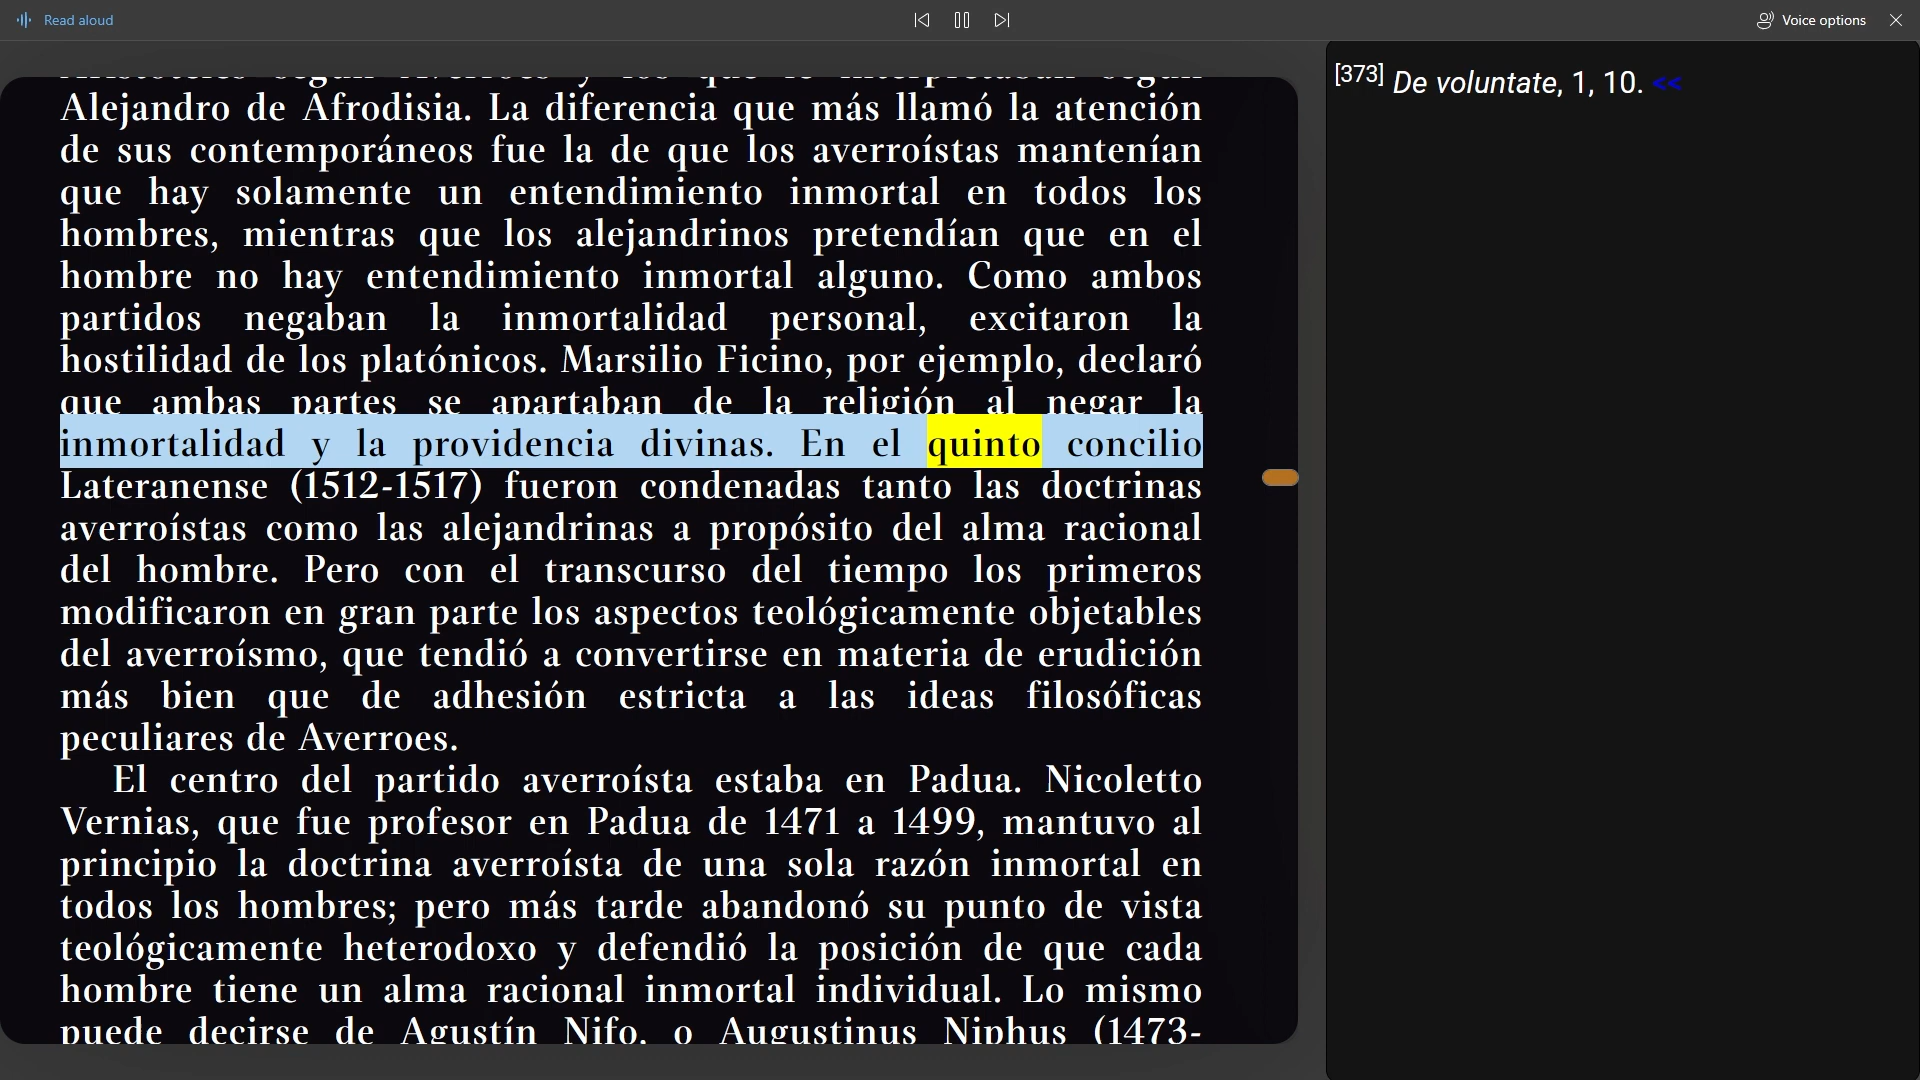 Read aloud
Voice options
Aristóteles según Averroes y los que le interpretaban según
Alejandro de Afrodisia. La diferencia que más llamó la atención
de sus contemporáneos fue la de que los averroístas mantenían
que hay solamente un entendimiento inmortal en todos los
hombres, mientras que los alejandrinos pretendían que en el
hombre no hay entendimiento inmortal alguno. Como ambos
partidos negaban la inmortalidad personal, excitaron la
hostilidad de los platónicos. Marsilio Ficino, por ejemplo, declaró
que ambas partes se apartaban de la religión al negar la
inmortalidad y la providencia divinas. En el quinto concilio
Lateranense (1512-1517) fueron condenadas tanto las doctrinas
averroístas como las alejandrinas a propósito del alma racional
del hombre. Pero con el transcurso del tiempo los primeros
modificaron en gran parte los aspectos teológicamente objetables
del averroísmo, que tendió a convertirse en materia de erudición
más bien que de adhesión estricta a las ideas filosóficas
peculiares de Averroes.
El centro del partido averroísta estaba en Padua. Nicoletto
Vernias, que fue profesor en Padua de 1471 a 1499, mantuvo al
principio la doctrina averroísta de una sola razón inmortal en
todos los hombres; pero más tarde abandonó su punto de vista
teológicamente heterodoxo y defendió la posición de que cada
hombre tiene un alma racional inmortal individual. Lo mismo
puede decirse de Agustín Nifo, o Augustinus Niphus (1473-
[373] De voluntate, 1, 10. <<